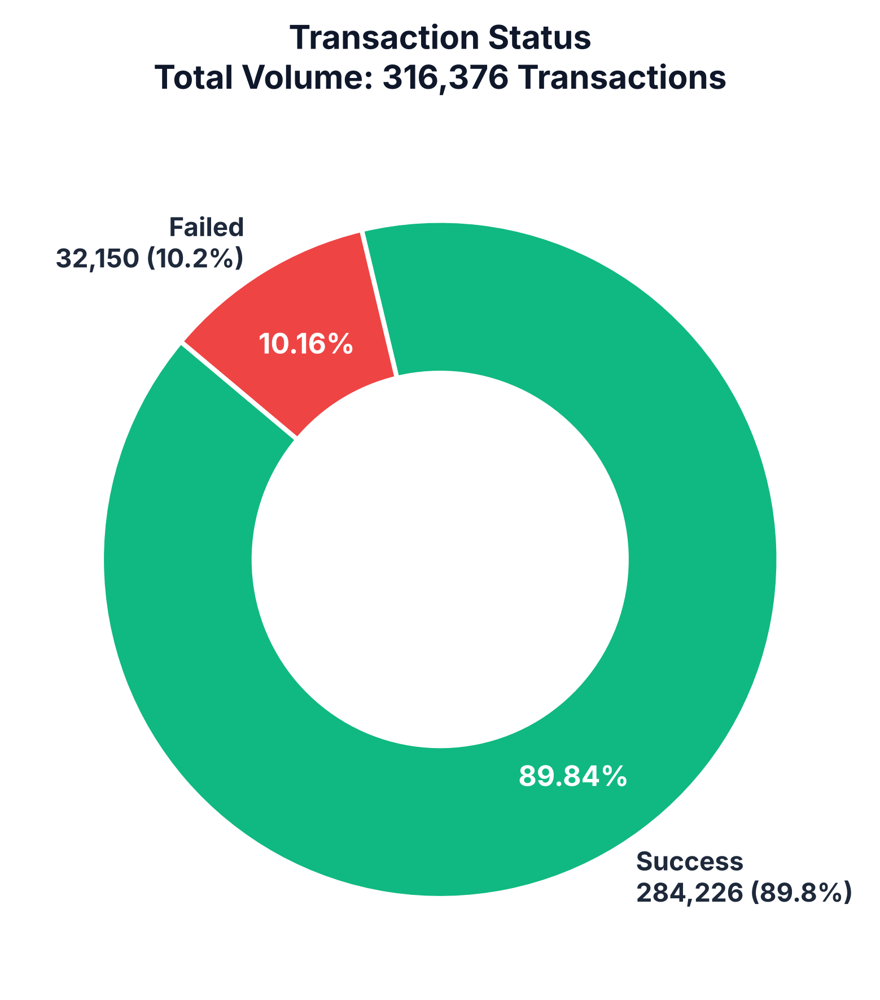 Transaction Status
Total Volume: 316,376 Transactions
Failed
32,150 (10.2%)
10.16%
89.84%
Success
284,226 (89.8%)